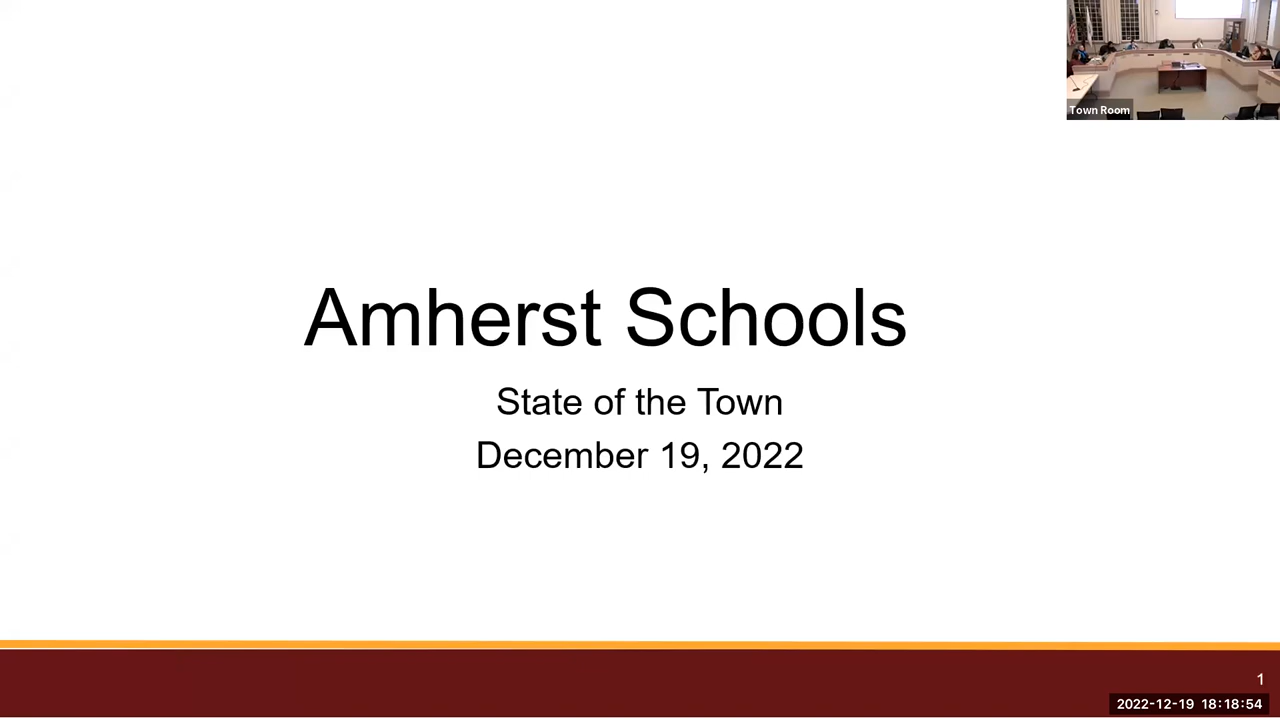 Town Room
Amherst Schools
State of the Town
December 19, 2022
1
2022-12-19 18:18:54